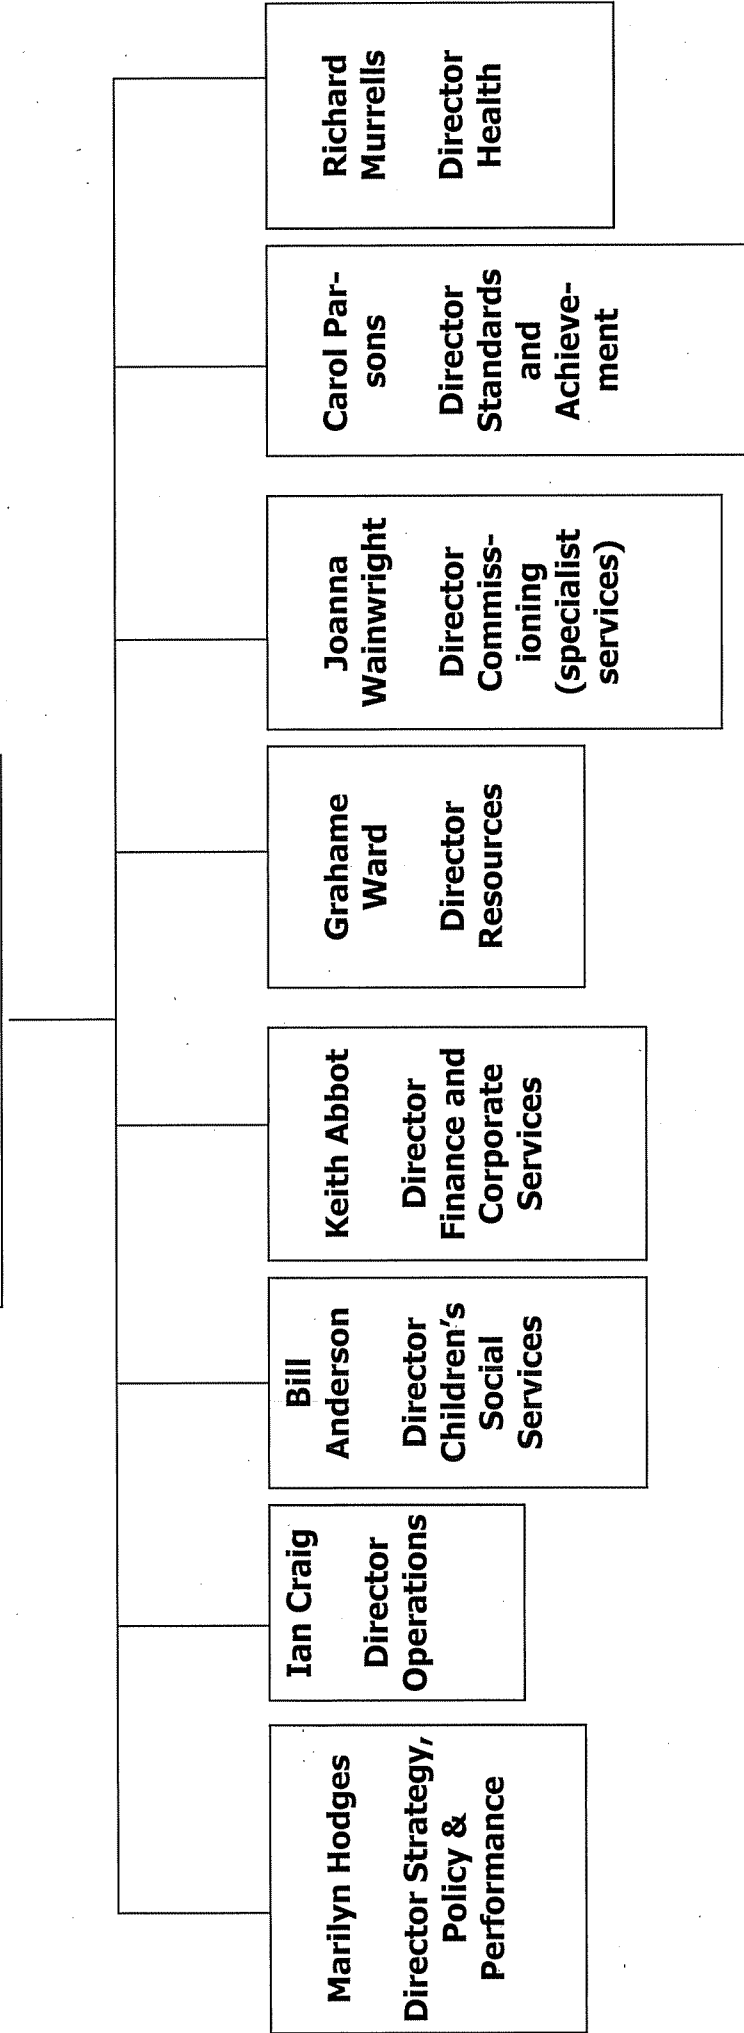 Marilyn Hodges
Director Strategy,
Policy &
Performance
Ian Craig
Director
Operations
Bill
Anderson
Director
Children's
Social
Services
Keith Abbot
Director
Finance and
Corporate
Services
Grahame
Ward
Director
Resources
Joanna
Wainwright
Director
Commiss-
ioning
(specialist
services)
Carol Par-
sons
Director
Standards
and
Achieve-
ment
Richard
Murrells
Director
Health